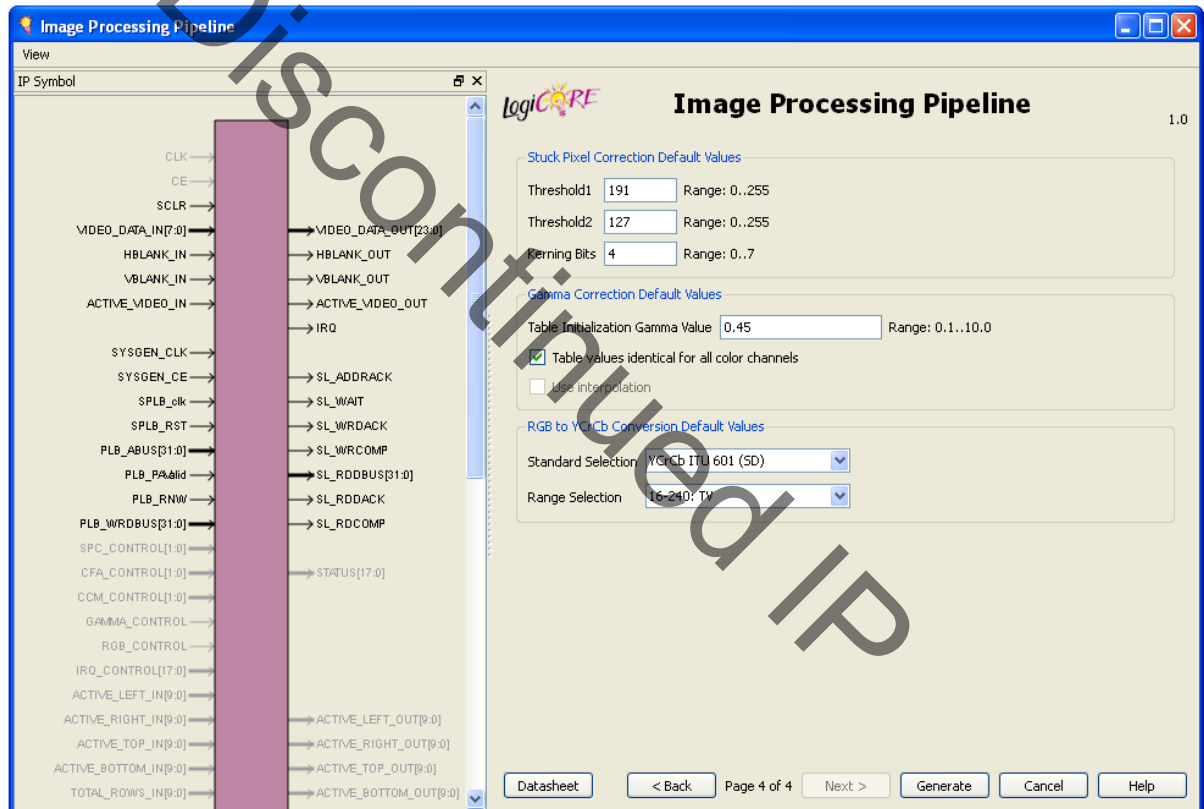 Image Processing Pipeline
View
IP Symbol
CLK
CE
SCLR
VIDEO_DATA_IN[7:0]
VIDEO_DATA_OUT[23:0]
HBLANK_IN
HBLANK_OUT
VBLANK_IN
VBLANK_OUT
ACTIVE_VIDEO_IN
ACTIVE_VIDEO_OUT
IRQ
SYSGEN_CLK
SYSGEN_CE
SL_ADDRACK
SPLB_clk
SL_WAIT
SPLB_RST
SL_WRDACK
PLB_ABUS[31:0]
SL_WRCOMP
PLB_PAValid
SL_RDDBUS[31:0]
PLB_RNW
SL_RDDACK
PLB_WRDBUS[31:0]
SL_RDCOMP
SPC_CONTROL[1:0]
CFA_CONTROL[1:0]
STATUS[17:0]
CCM_CONTROL[1:0]
GAMMA_CONTROL
RGB_CONTROL
IRQ_CONTROL[17:0]
ACTIVE_LEFT_IN[9:0]
ACTIVE_RIGHT_IN[9:0]
ACTIVE_LEFT_OUT[9:0]
ACTIVE_TOP_IN[9:0]
ACTIVE_RIGHT_OUT[9:0]
ACTIVE_BOTTOM_IN[9:0]
ACTIVE_TOP_OUT[9:0]
TOTAL_ROWS_IN[9:0]
ACTIVE_BOTTOM_OUT[9:0]
LogiCORE
Image Processing Pipeline
1.0
Stuck Pixel Correction Default Values
Threshold1 191 Range: 0..255
Threshold2 127 Range: 0..255
Kerning Bits 4 Range: 0..7
Gamma Correction Default Values
Table Initialization Gamma Value 0.45 Range: 0.1..10.0
Table values identical for all color channels
Use interpolation
RGB to YCrCb Conversion Default Values
Standard Selection YCrCb ITU 601 (SD)
Range Selection 16-240: TV
Datasheet < Back Page 4 of 4 Next > Generate Cancel Help
Discontinued IP